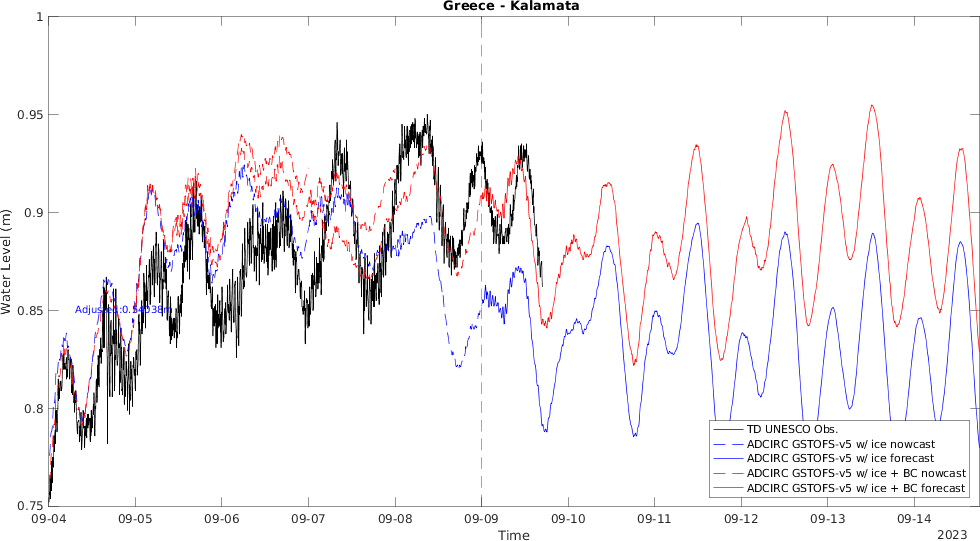 Greece - Kalamata
Water Level (m)
1
0.95
0.9
0.85
0.8
0.75
TD UNESCO Obs.
ADCIRC GSTOFS-v5 w/ ice nowcast
ADCIRC GSTOFS-v5 w/ ice forecast
ADCIRC GSTOFS-v5 w/ ice + BC nowcast
ADCIRC GSTOFS-v5 w/ ice + BC forecast
09-04 09-05 09-06 09-07 09-08 09-09 09-10 09-11 09-12 09-13 09-14
Time
2023